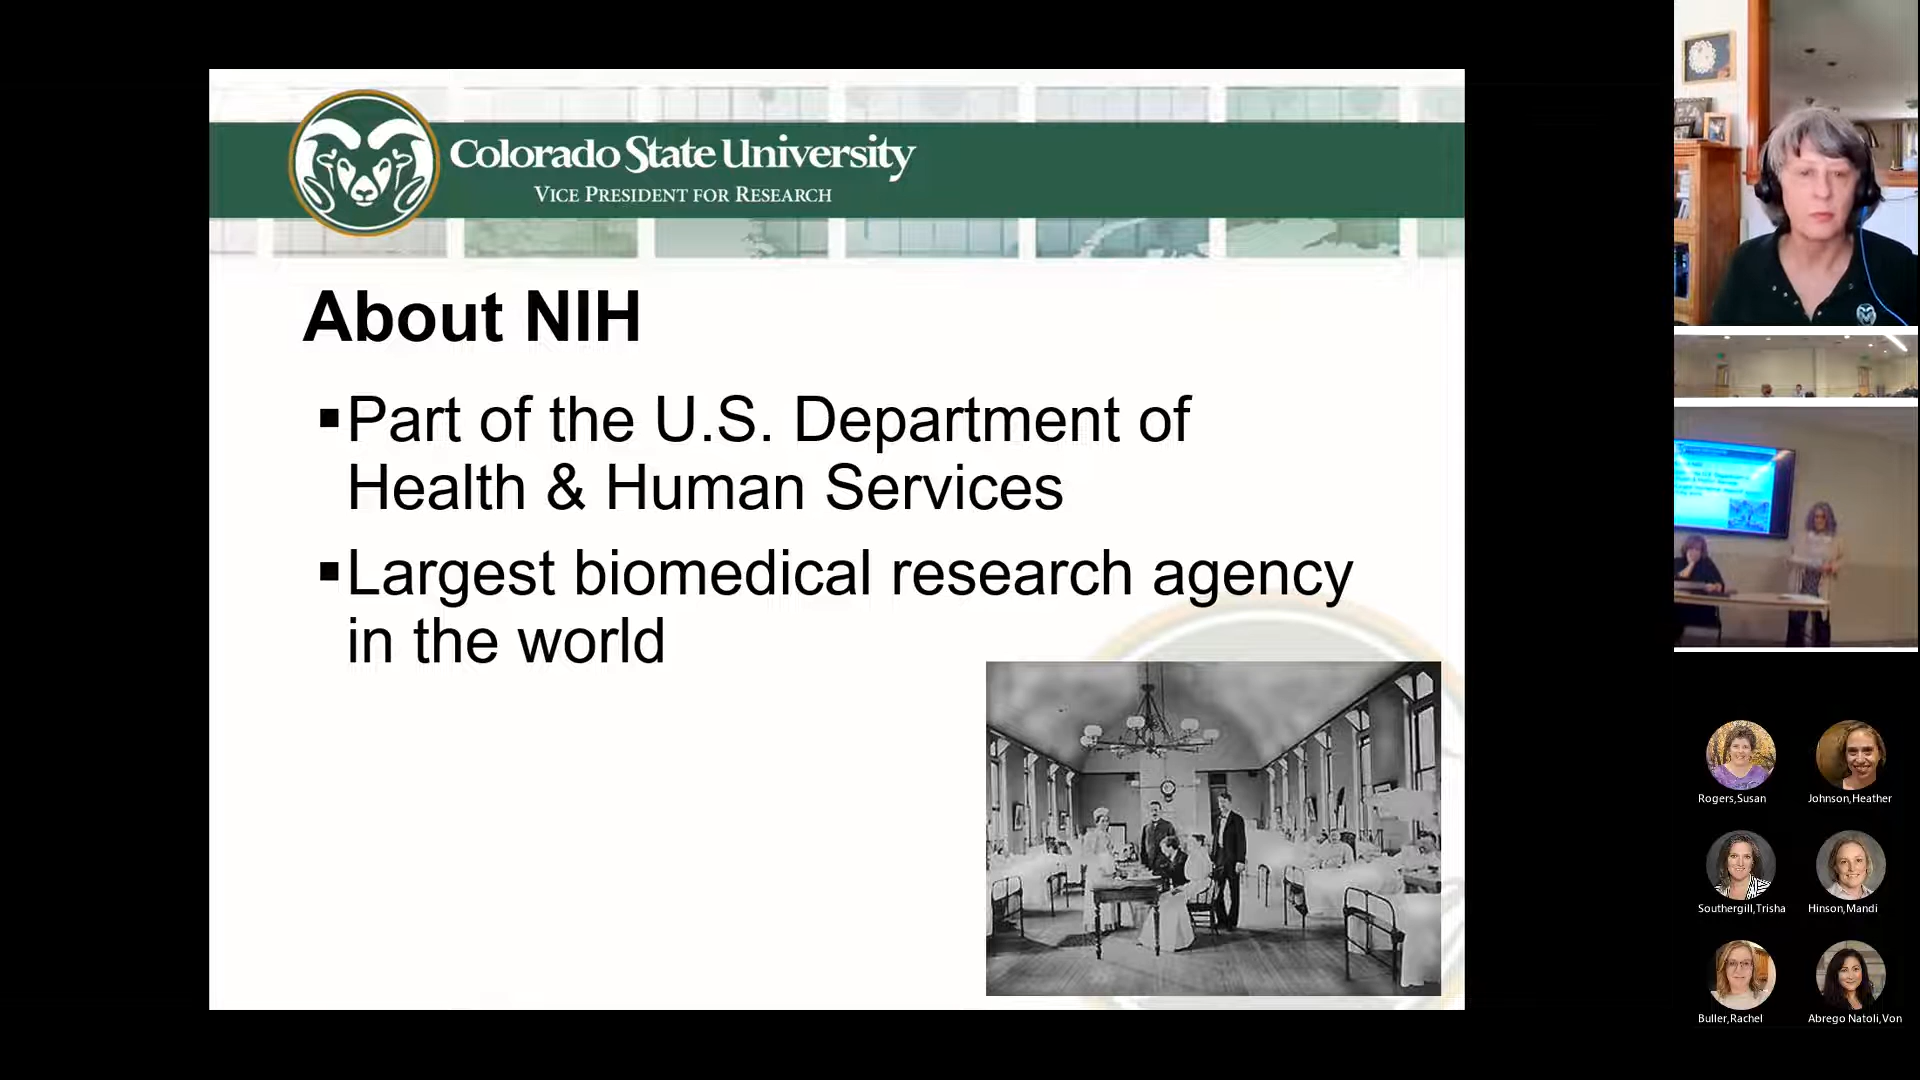 Colorado State University
VICE PRESIDENT FOR RESEARCH
About NIH
▪Part of the U.S. Department of
Health & Human Services
▪Largest biomedical research agency
in the world
Rogers,Susan
Johnson,Heather
Southergill,Trisha
Hinson,Mandi
Buller,Rachel
Abrego Natoli,Von